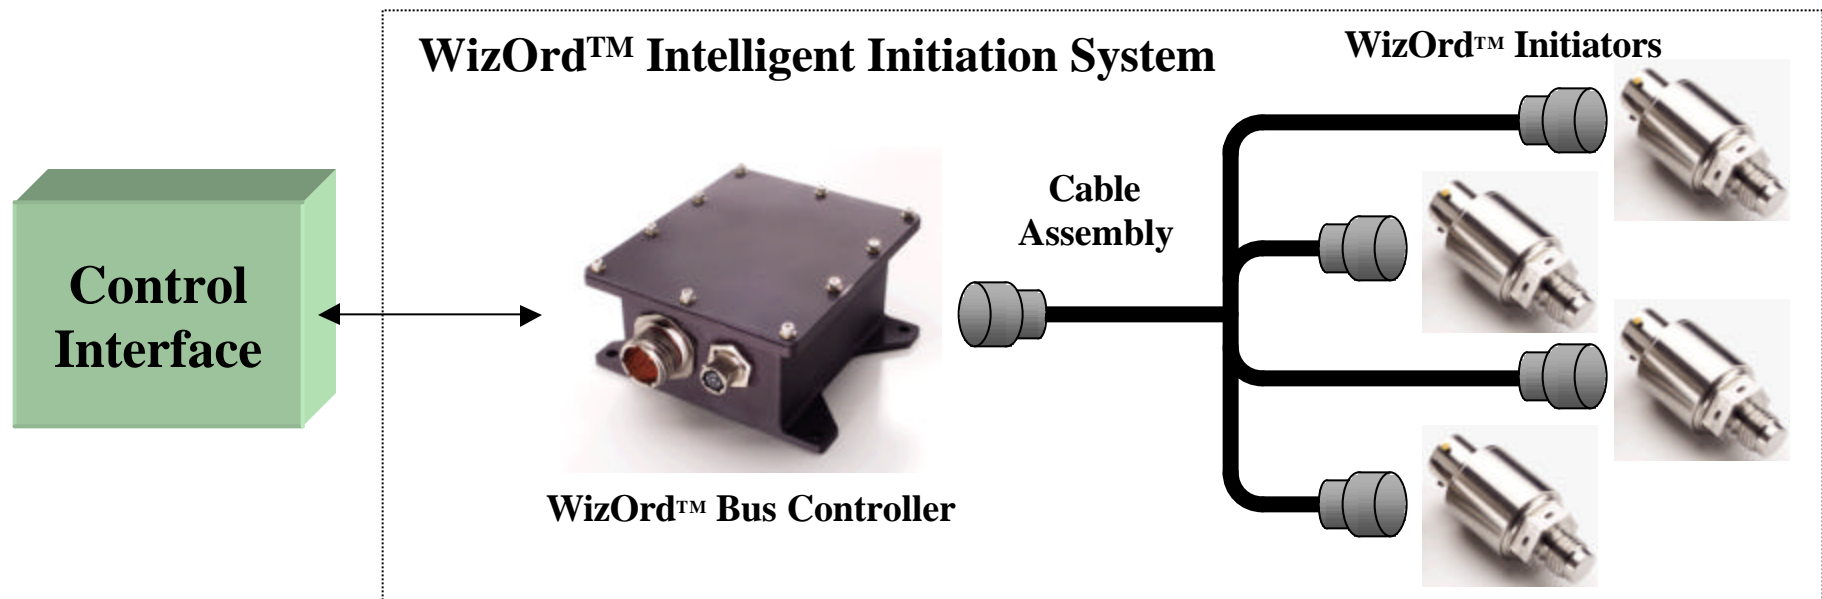 WizOrd™ Intelligent Initiation System
WizOrd™ Initiators
Cable
Assembly
Control
Interface
WizOrd™ Bus Controller